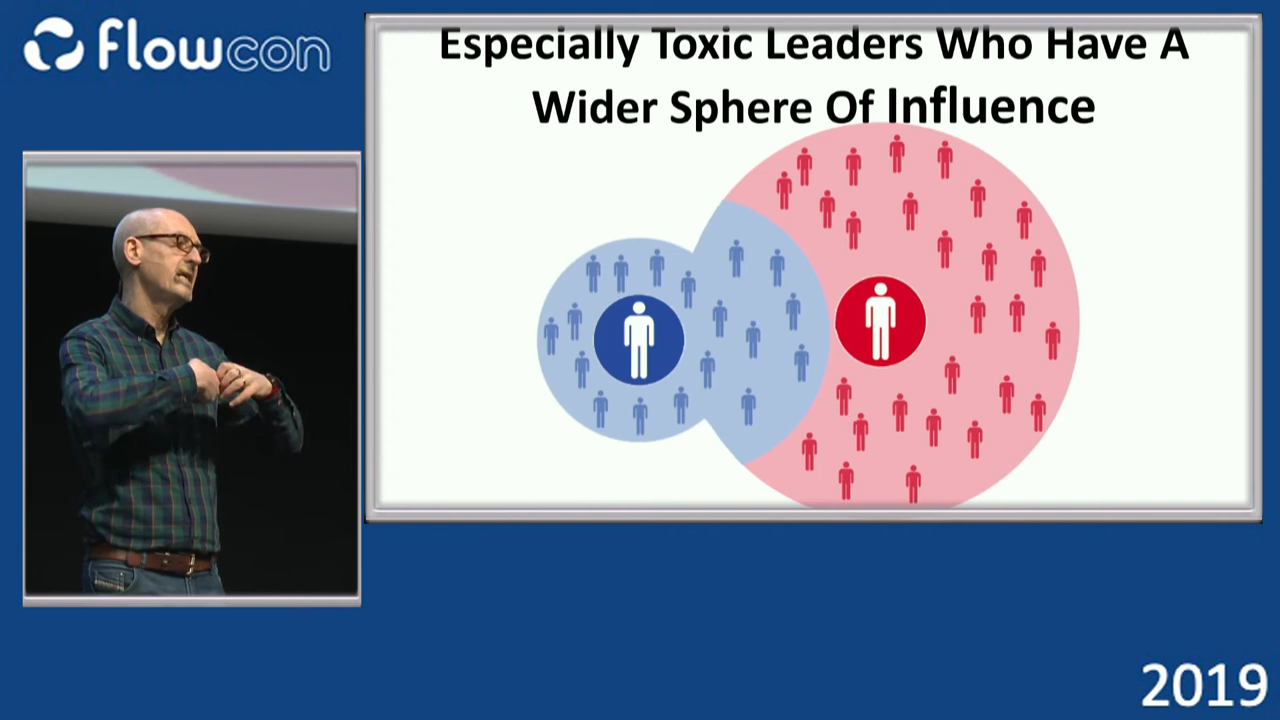 flowcon
Especially Toxic Leaders Who Have A
Wider Sphere Of Influence
2019